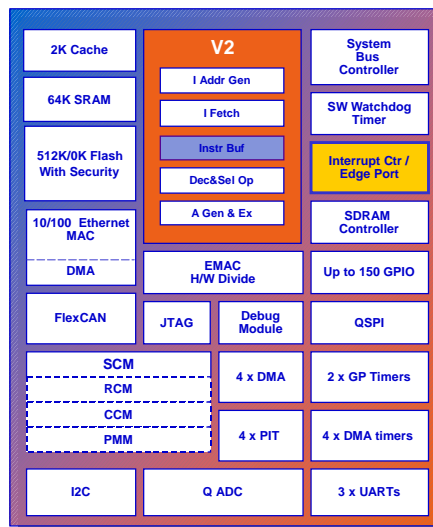 2K Cache
64K SRAM
512K/0K Flash
With Security
10/100 Ethernet
MAC
DMA
FlexCAN
V2
I Addr Gen
I Fetch
Instr Buf
Dec&Sel Op
A Gen & Ex
System
Bus
Controller
SW Watchdog
Timer
Interrupt Ctr /
Edge Port
SDRAM
Controller
EMAC
H/W Divide
Up to 150 GPIO
JTAG
Debug
Module
QSPI
SCM
RCM
CCM
PMM
4 x DMA
2 x GP Timers
4 x PIT
4 x DMA timers
I2C
Q ADC
3 x UARTs